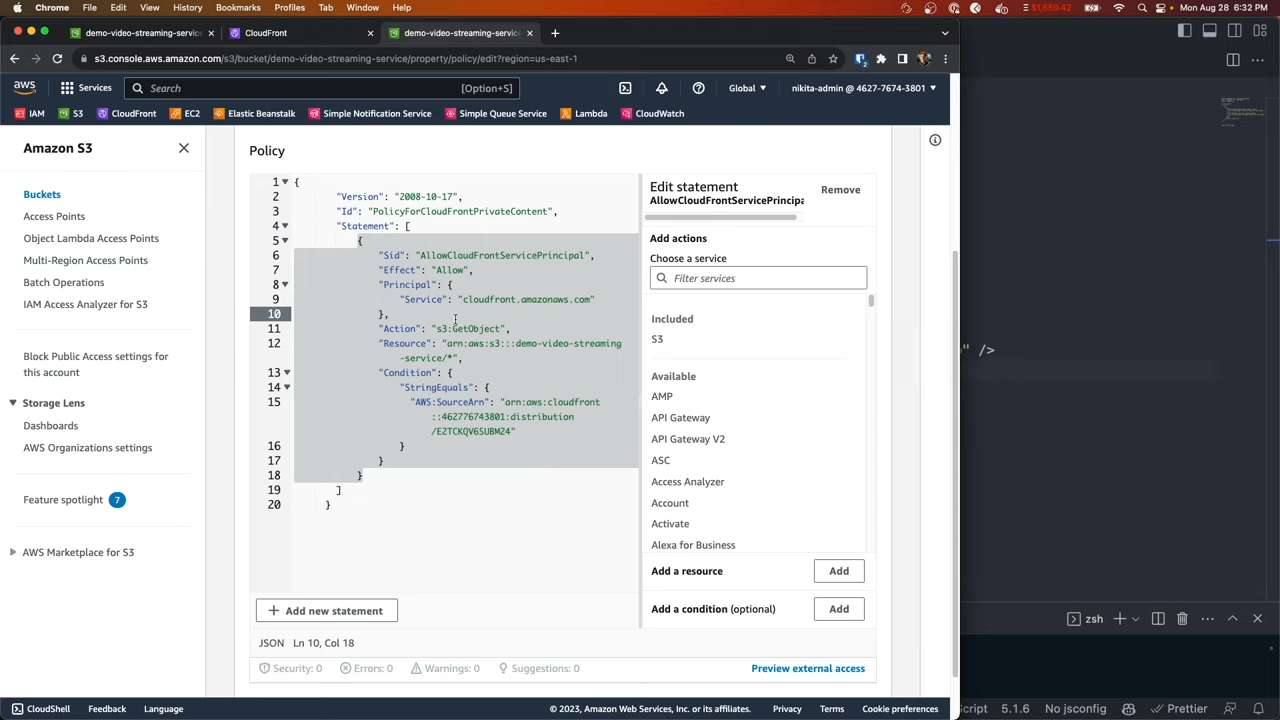 Chrome File Edit View History Bookmarks Profiles Tab Window Help $1,659.42 Mon Aug 28 6:32 PM
demo-video-streaming-service CloudFront demo-video-streaming-service
s3.console.aws.amazon.com/s3/bucket/demo-video-streaming-service/property/policy/edit?region=us-east-1
aws Services Search [Option+S] Global nikita-admin @ 4627-7674-3801
IAM S3 CloudFront EC2 Elastic Beanstalk Simple Notification Service Simple Queue Service Lambda CloudWatch
Amazon S3
Buckets
Access Points
Object Lambda Access Points
Multi-Region Access Points
Batch Operations
IAM Access Analyzer for S3
Block Public Access settings for
this account
Storage Lens
Dashboards
AWS Organizations settings
Feature spotlight 7
AWS Marketplace for S3
Policy
1 {
2 "Version": "2008-10-17",
3 "Id": "PolicyForCloudFrontPrivateContent",
4 "Statement": [
5 {
6 "Sid": "AllowCloudFrontServicePrincipal",
7 "Effect": "Allow",
8 "Principal": {
9 "Service": "cloudfront.amazonaws.com"
10 },
11 "Action": "s3:GetObject",
12 "Resource": "arn:aws:s3:::demo-video-streaming
-service/*",
13 "Condition": {
14 "StringEquals": {
15 "AWS:SourceArn": "arn:aws:cloudfront
::462776743801:distribution
/E2TCKQV6SUBM24"
16 }
17 }
18 }
19 ]
20 }
+ Add new statement
JSON Ln 10, Col 18
Security: 0 Errors: 0 Warnings: 0 Suggestions: 0 Preview external access
Edit statement Remove
AllowCloudFrontServicePrincipa
Add actions
Choose a service
Filter services
Included
S3
Available
AMP
API Gateway
API Gateway V2
ASC
Access Analyzer
Account
Activate
Alexa for Business
Add a resource Add
Add a condition (optional) Add
" />
zsh
CloudShell Feedback Language © 2023, Amazon Web Services, Inc. or its affiliates. Privacy Terms Cookie preferences
Script 5.1.6 No jsconfig Prettier